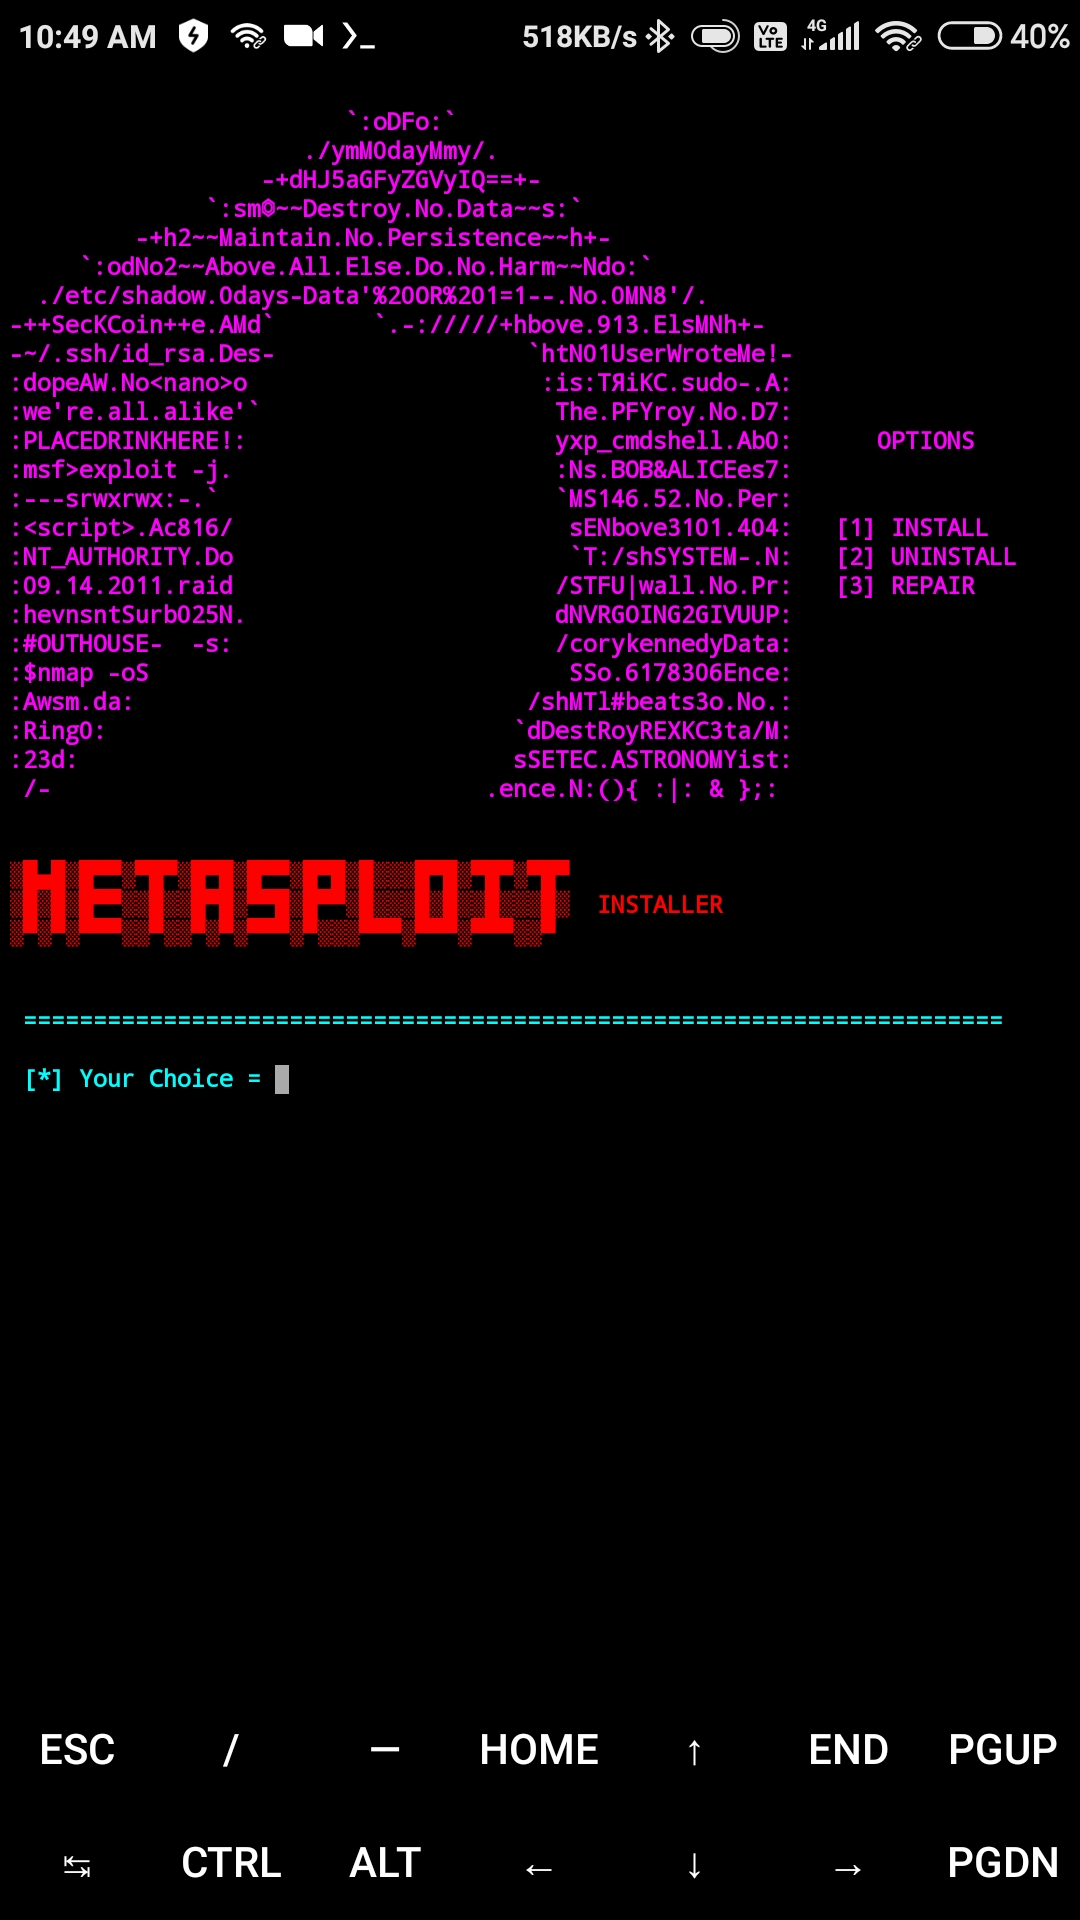 10:49 AM 518KB/s Vo LTE 4G 40%
`:oDFo:`
./ymM0dayMmy/.
-+dHJ5aGFyZGVyIQ==+-
`:sm⏣~~Destroy.No.Data~~s:`
-+h2~~Maintain.No.Persistence~~h+-
`:odNo2~~Above.All.Else.Do.No.Harm~~Ndo:`
./etc/shadow.0days-Data'%20OR%201=1--.No.0MN8'/.
-++SecKCoin++e.AMd` `.-://///+hbove.913.ElsMNh+-
-~/.ssh/id_rsa.Des- `htN01UserWroteMe!-
:dopeAW.No<nano>o :is:TЯiKC.sudo-.A:
:we're.all.alike'` The.PFYroy.No.D7:
:PLACEDRINKHERE!: yxp_cmdshell.Ab0: OPTIONS
:msf>exploit -j. :Ns.BOB&ALICEes7:
:---srwxrwx:-.` `MS146.52.No.Per:
:<script>.Ac816/ sENbove3101.404: [1] INSTALL
:NT_AUTHORITY.Do `T:/shSYSTEM-.N: [2] UNINSTALL
:09.14.2011.raid /STFU|wall.No.Pr: [3] REPAIR
:hevnsntSurb025N. dNVRGOING2GIVUUP:
:#OUTHOUSE-  -s: /corykennedyData:
:$nmap -oS SSo.6178306Ence:
:Awsm.da: /shMTl#beats3o.No.:
:Ring0: `dDestRoyREXKC3ta/M:
:23d: sSETEC.ASTRONOMYist:
/- .ence.N:(){ :|: & };:
METASPLOIT INSTALLER
======================================================================
[*] Your Choice =
ESC / — HOME ↑ END PGUP
↹ CTRL ALT ← ↓ → PGDN